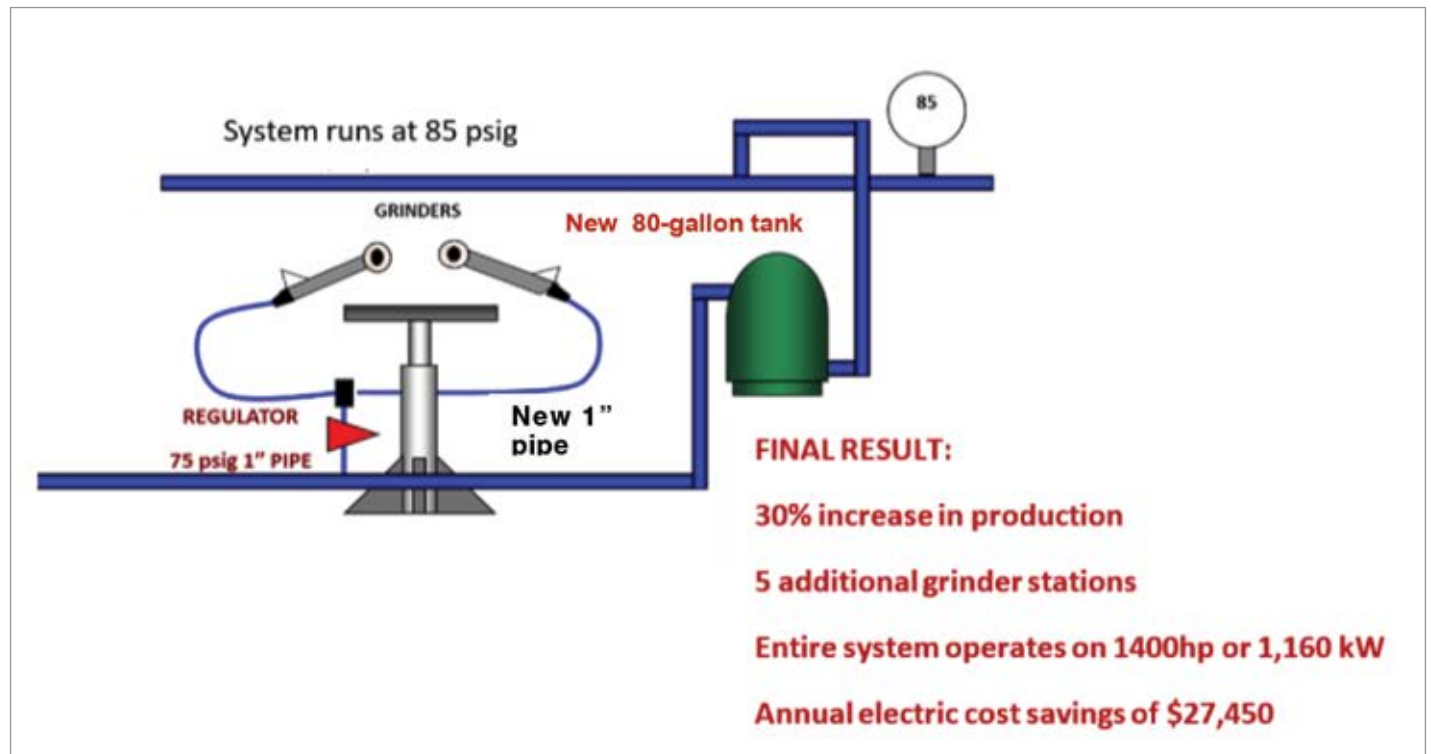 85
System runs at 85 psig
GRINDERS
New 80-gallon tank
REGULATOR
75 psig 1” PIPE
New 1”
pipe
FINAL RESULT:
30% increase in production
5 additional grinder stations
Entire system operates on 1400hp or 1,160 kW
Annual electric cost savings of $27,450